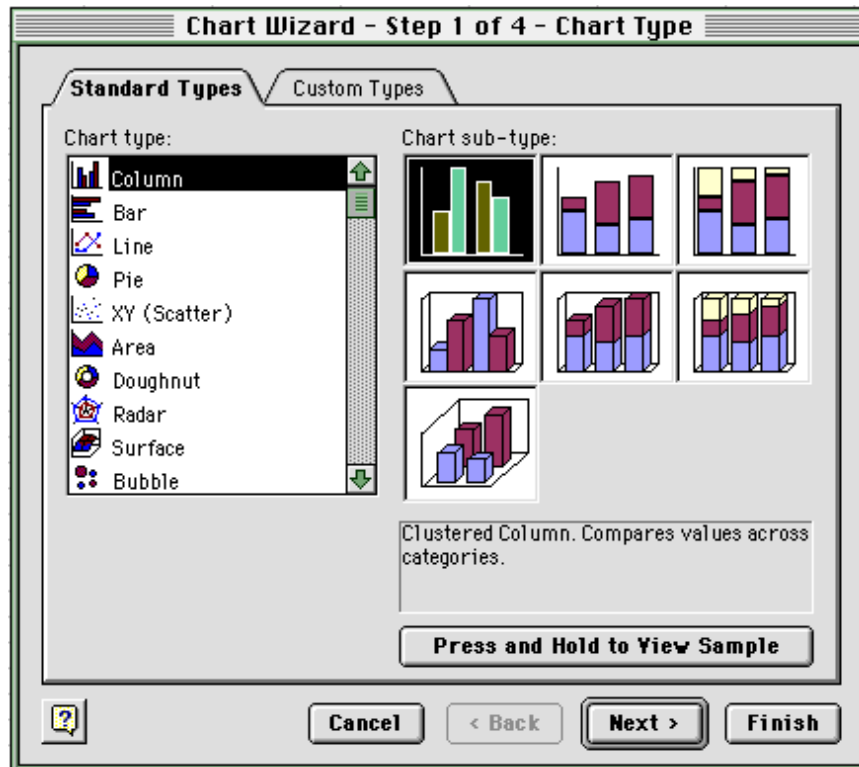 Chart Wizard - Step 1 of 4 - Chart Type
Standard Types
Custom Types
Chart type:
Column
Bar
Line
Pie
XY (Scatter)
Area
Doughnut
Radar
Surface
Bubble
Chart sub-type:
Clustered Column. Compares values across
categories.
Press and Hold to View Sample
?
Cancel
< Back
Next >
Finish